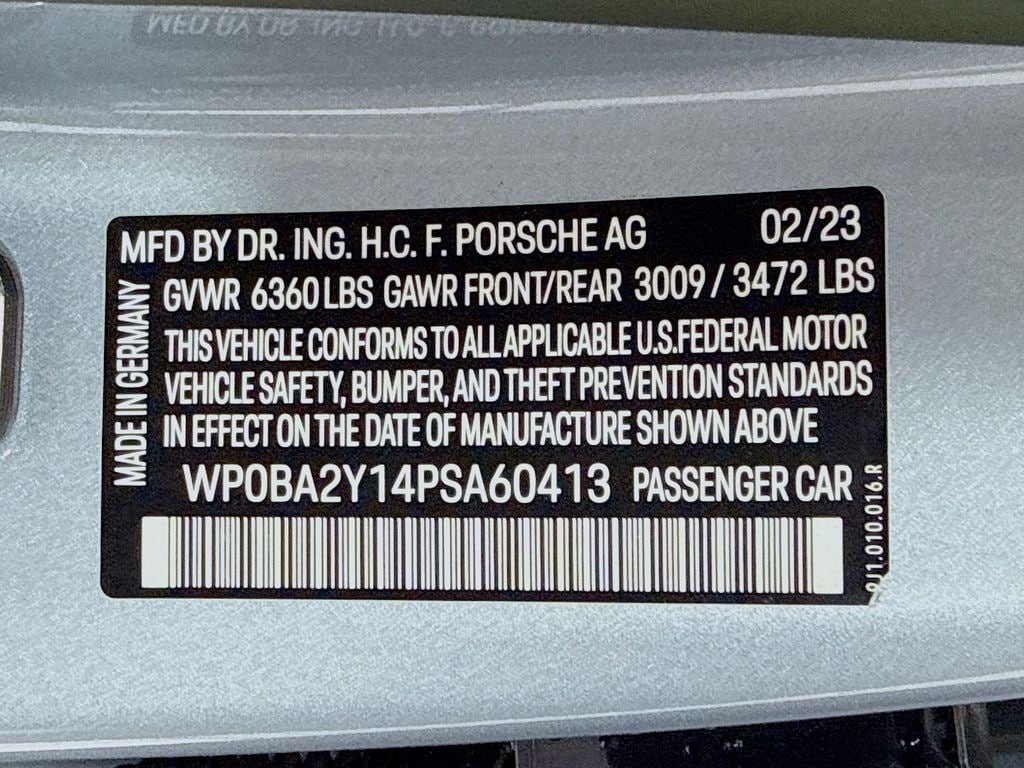 MFD BY DR. ING. H.C. F. PORSCHE AG 02/23
GVWR 6360 LBS GAWR FRONT/REAR 3009 / 3472 LBS
THIS VEHICLE CONFORMS TO ALL APPLICABLE U.S. FEDERAL MOTOR
VEHICLE SAFETY, BUMPER, AND THEFT PREVENTION STANDARDS
IN EFFECT ON THE DATE OF MANUFACTURE SHOWN ABOVE
WP0BA2Y14PSA60413 PASSENGER CAR
MADE IN GERMANY
9J1.010.016.R